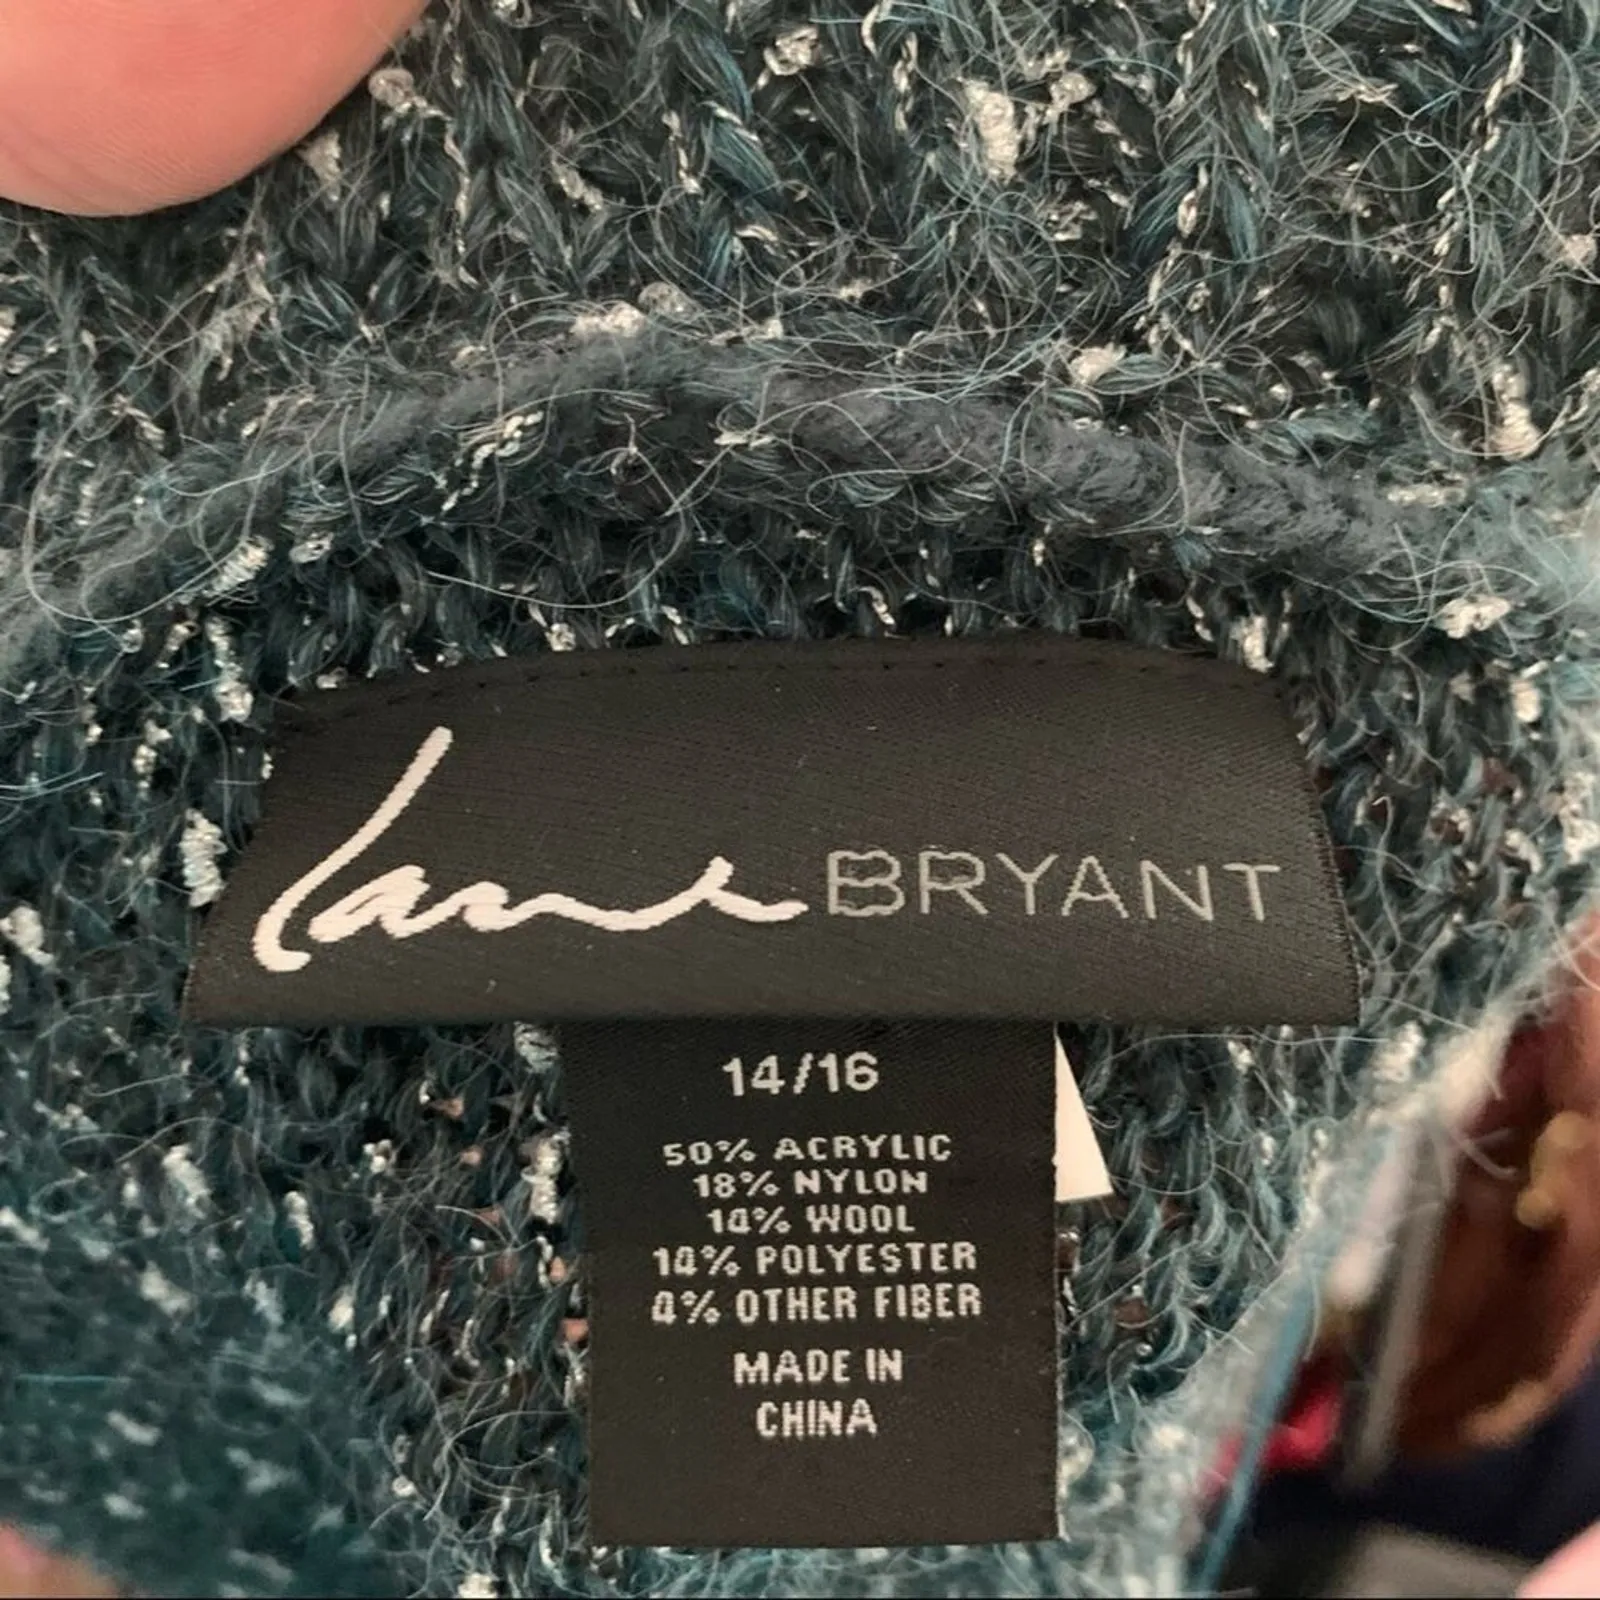 Lane BRYANT
14/16
50% ACRYLIC
18% NYLON
14% WOOL
14% POLYESTER
4% OTHER FIBER
MADE IN
CHINA